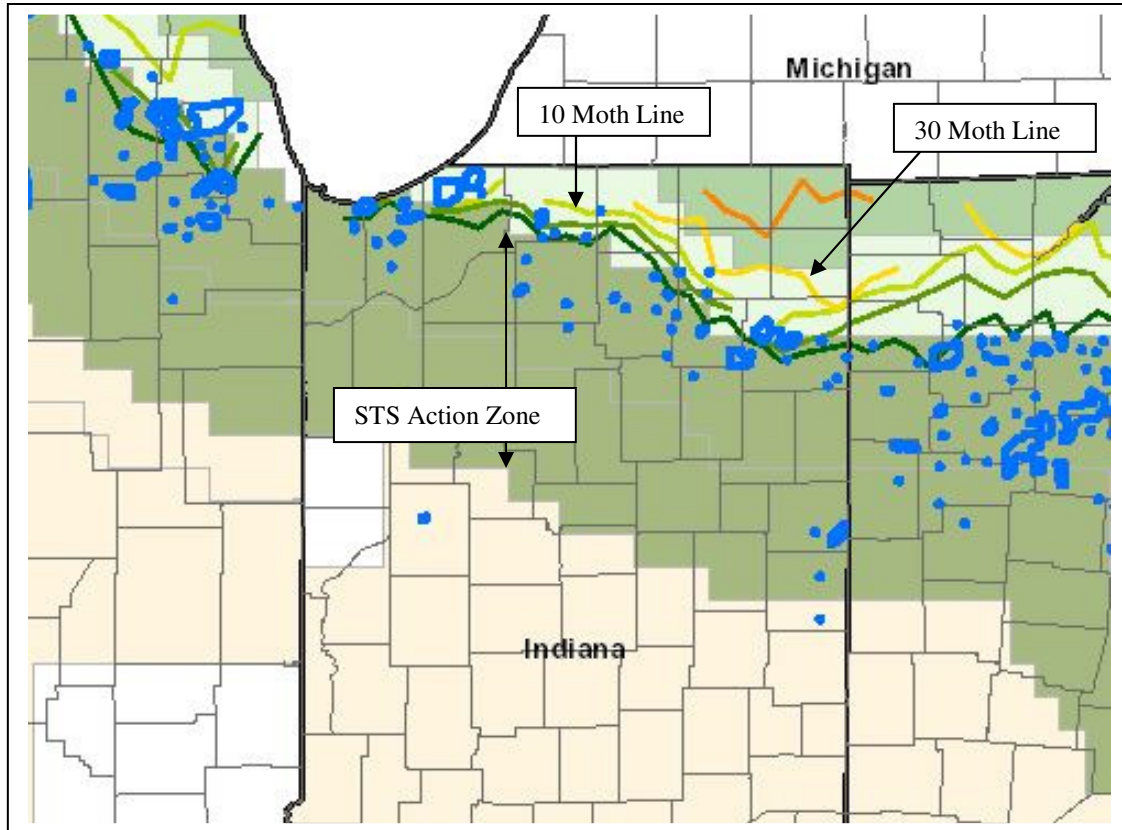 Michigan
10 Moth Line
30 Moth Line
STS Action Zone
Indiana